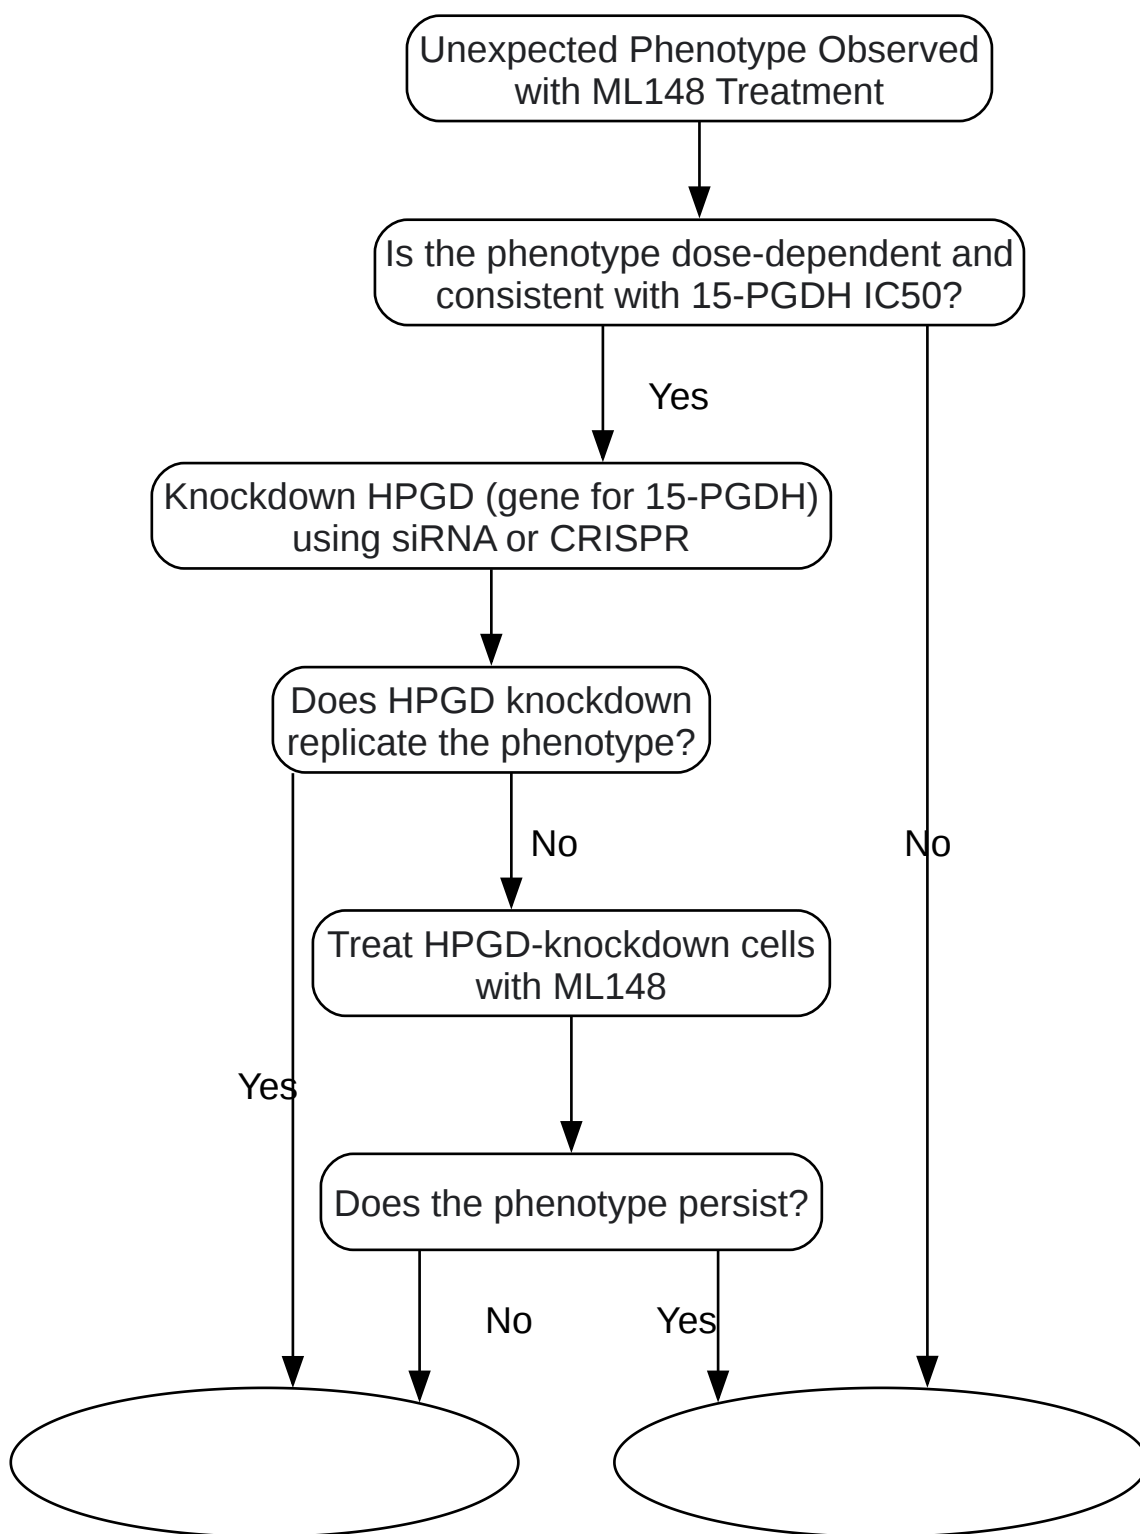 Unexpected Phenotype Observed
with ML148 Treatment
Is the phenotype dose-dependent and
consistent with 15-PGDH IC50?
Yes
Knockdown HPGD (gene for 15-PGDH)
using siRNA or CRISPR
Does HPGD knockdown
replicate the phenotype?
No
No
Treat HPGD-knockdown cells
with ML148
Yes
Does the phenotype persist?
No
Yes